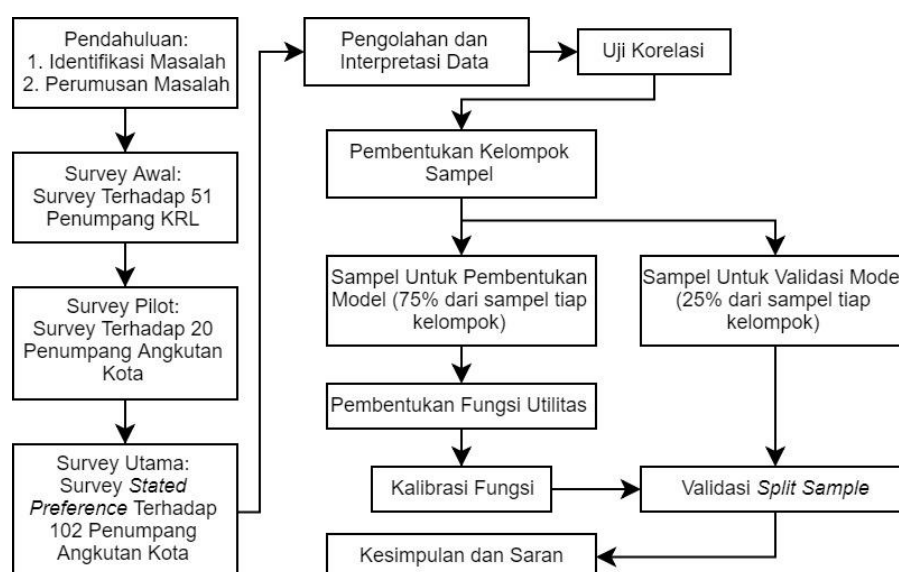 Pendahuluan:
1. Identifikasi Masalah
2. Perumusan Masalah
Survey Awal:
Survey Terhadap 51
Penumpang KRL
Survey Pilot:
Survey Terhadap 20
Penumpang Angkutan
Kota
Survey Utama:
Survey Stated
Preference Terhadap
102 Penumpang
Angkutan Kota
Pengolahan dan
Interpretasi Data
Uji Korelasi
Pembentukan Kelompok
Sampel
Sampel Untuk Pembentukan
Model (75% dari sampel tiap
kelompok)
Sampel Untuk Validasi Model
(25% dari sampel tiap
kelompok)
Pembentukan Fungsi Utilitas
Kalibrasi Fungsi
Validasi Split Sample
Kesimpulan dan Saran